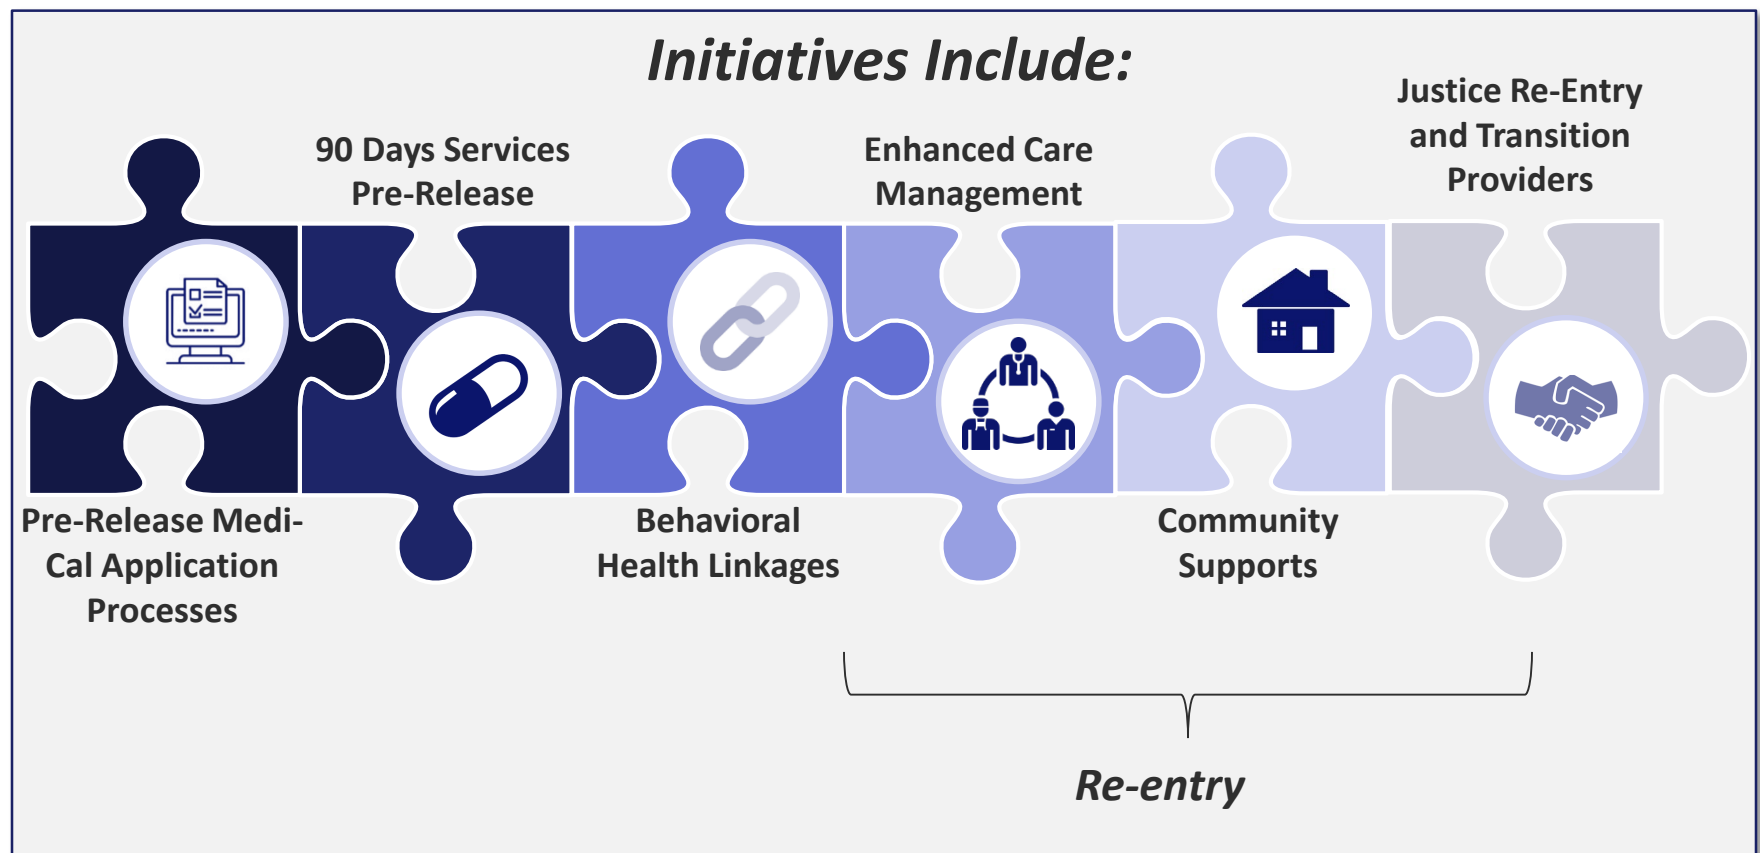 Initiatives Include:
Pre-Release Medi-
Cal Application
Processes
90 Days Services
Pre-Release
Behavioral
Health Linkages
Enhanced Care
Management
Community
Supports
Justice Re-Entry
and Transition
Providers
Re-entry